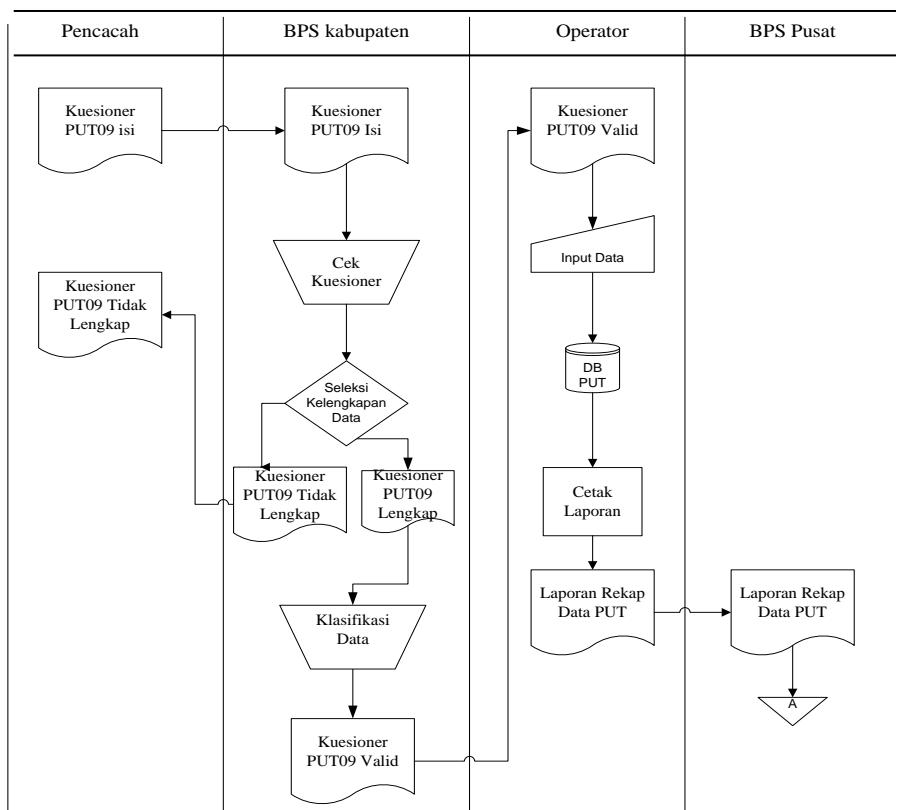 Pencacah
BPS kabupaten
Operator
BPS Pusat
Kuesioner
PUT09 isi
Kuesioner
PUT09 Isi
Kuesioner
PUT09 Valid
Cek
Kuesioner
Input Data
Kuesioner
PUT09 Tidak
Lengkap
Seleksi
Kelengkapan
Data
DB
PUT
Kuesioner
PUT09 Tidak
Lengkap
Kuesioner
PUT09
Lengkap
Cetak
Laporan
Klasifikasi
Data
Laporan Rekap
Data PUT
Laporan Rekap
Data PUT
A
Kuesioner
PUT09 Valid